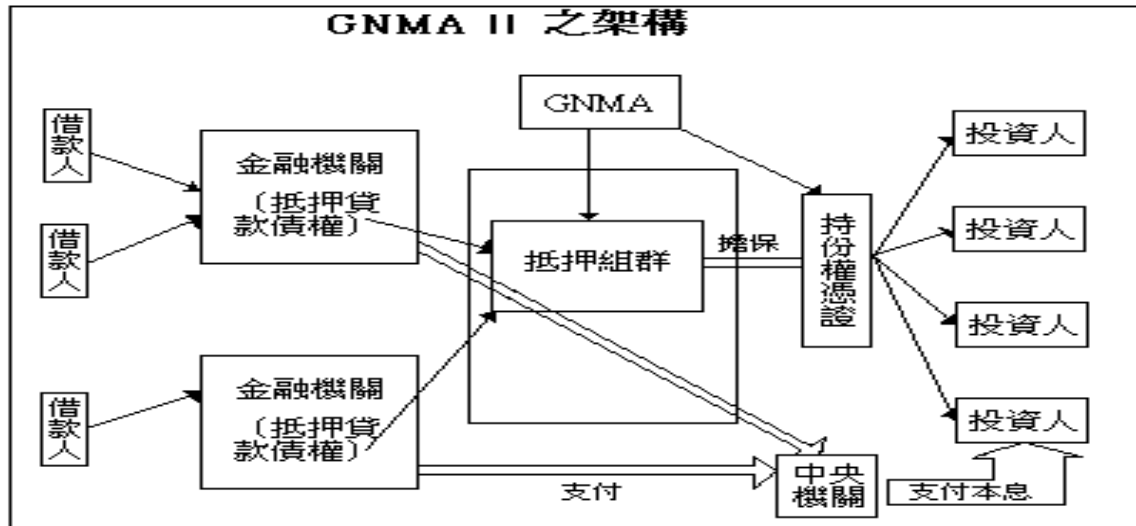 GNMA II 之架構
GNMA
借款人
借款人
借款人
金融機關
(抵押貸
款債權)
金融機關
(抵押貸
款債權)
抵押組群
擔保
持份權憑證
投資人
投資人
投資人
投資人
支付
中央
機關
支付本息